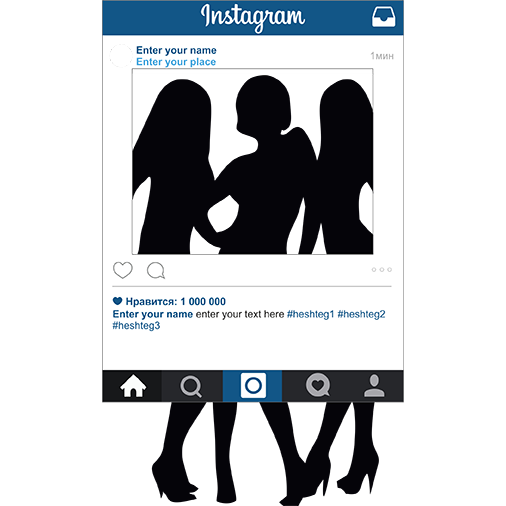 Instagram
Enter your name
Enter your place
1мин
Нравится: 1 000 000
Enter your name enter your text here #heshteg1 #heshteg2
#heshteg3